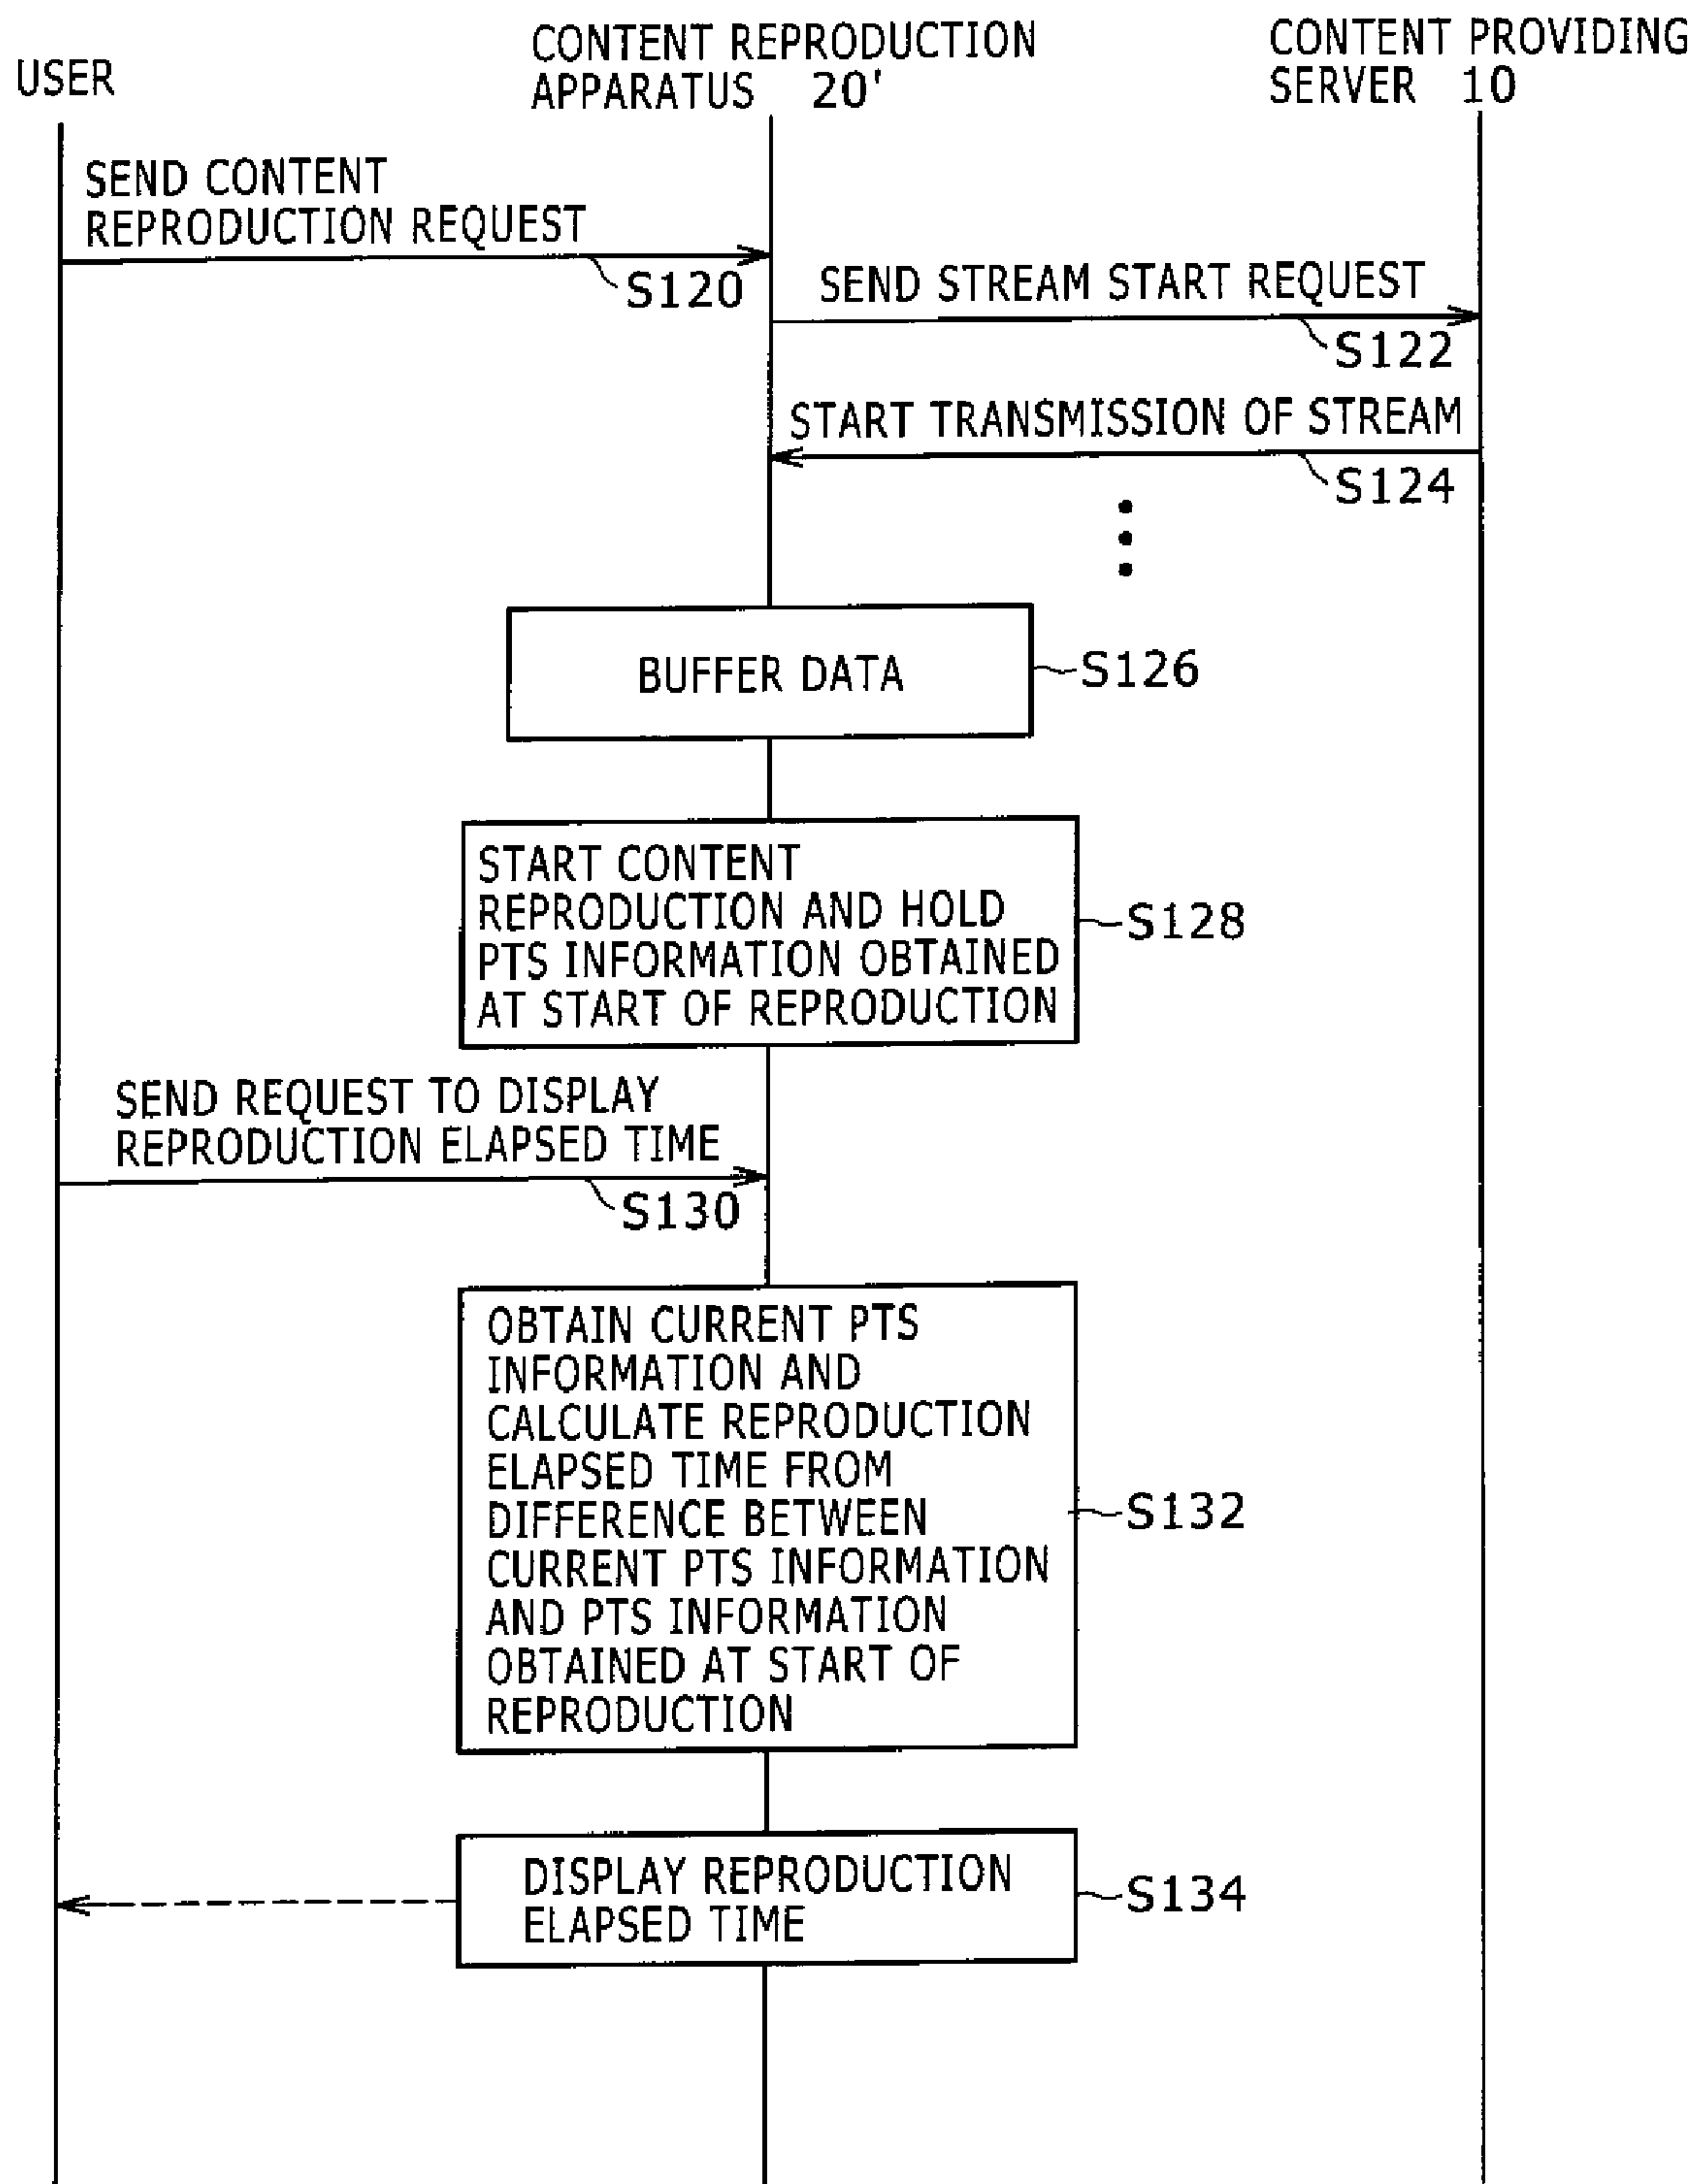 USER
CONTENT REPRODUCTION
APPARATUS 20'
CONTENT PROVIDING
SERVER 10
SEND CONTENT
REPRODUCTION REQUEST
S120
SEND STREAM START REQUEST
S122
START TRANSMISSION OF STREAM
S124
BUFFER DATA
S126
START CONTENT
REPRODUCTION AND HOLD
PTS INFORMATION OBTAINED
AT START OF REPRODUCTION
S128
SEND REQUEST TO DISPLAY
REPRODUCTION ELAPSED TIME
S130
OBTAIN CURRENT PTS
INFORMATION AND
CALCULATE REPRODUCTION
ELAPSED TIME FROM
DIFFERENCE BETWEEN
CURRENT PTS INFORMATION
AND PTS INFORMATION
OBTAINED AT START OF
REPRODUCTION
S132
DISPLAY REPRODUCTION
ELAPSED TIME
S134